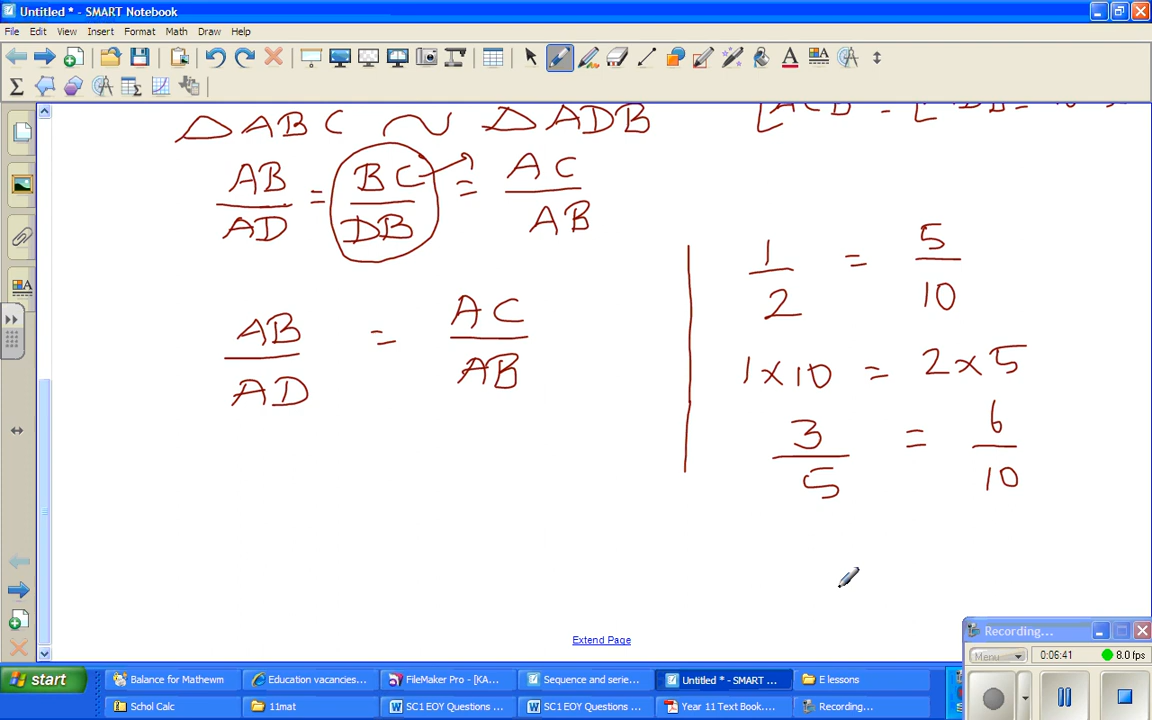 Untitled * - SMART Notebook
File Edit View Insert Format Math Draw Help
△ABC ~ △ADB
AB/AD = BC/DB = AC/AB
AB/AD = AC/AB
1/2 = 5/10
1 x 10 = 2 x 5
3/5 = 6/10
Extend Page
Recording...
Menu 0:06:41 8.0 fps
start Balance for Mathewm Education vacancies... FileMaker Pro - [KA... Sequence and serie... Untitled * - SMART ... E lessons
Schol Calc 11mat SC1 EOY Questions ... SC1 EOY Questions ... Year 11 Text Book.... Recording...